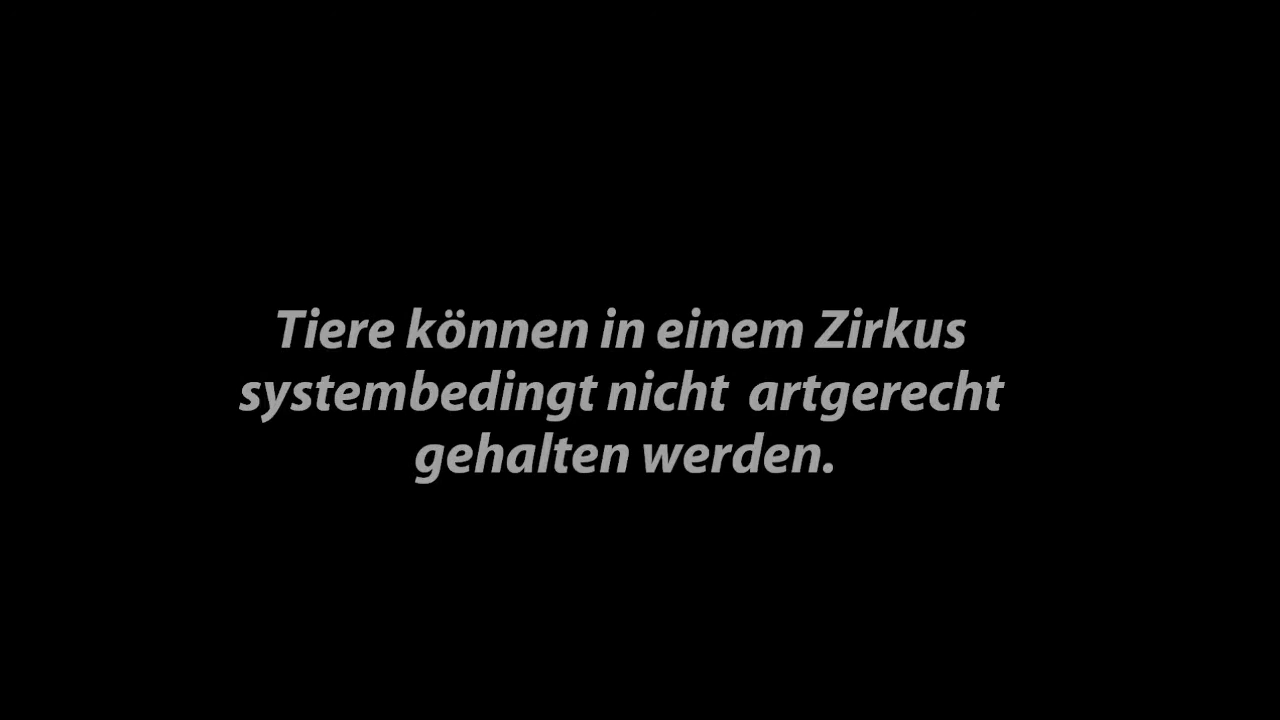 Tiere können in einem Zirkus
systembedingt nicht  artgerecht
gehalten werden.